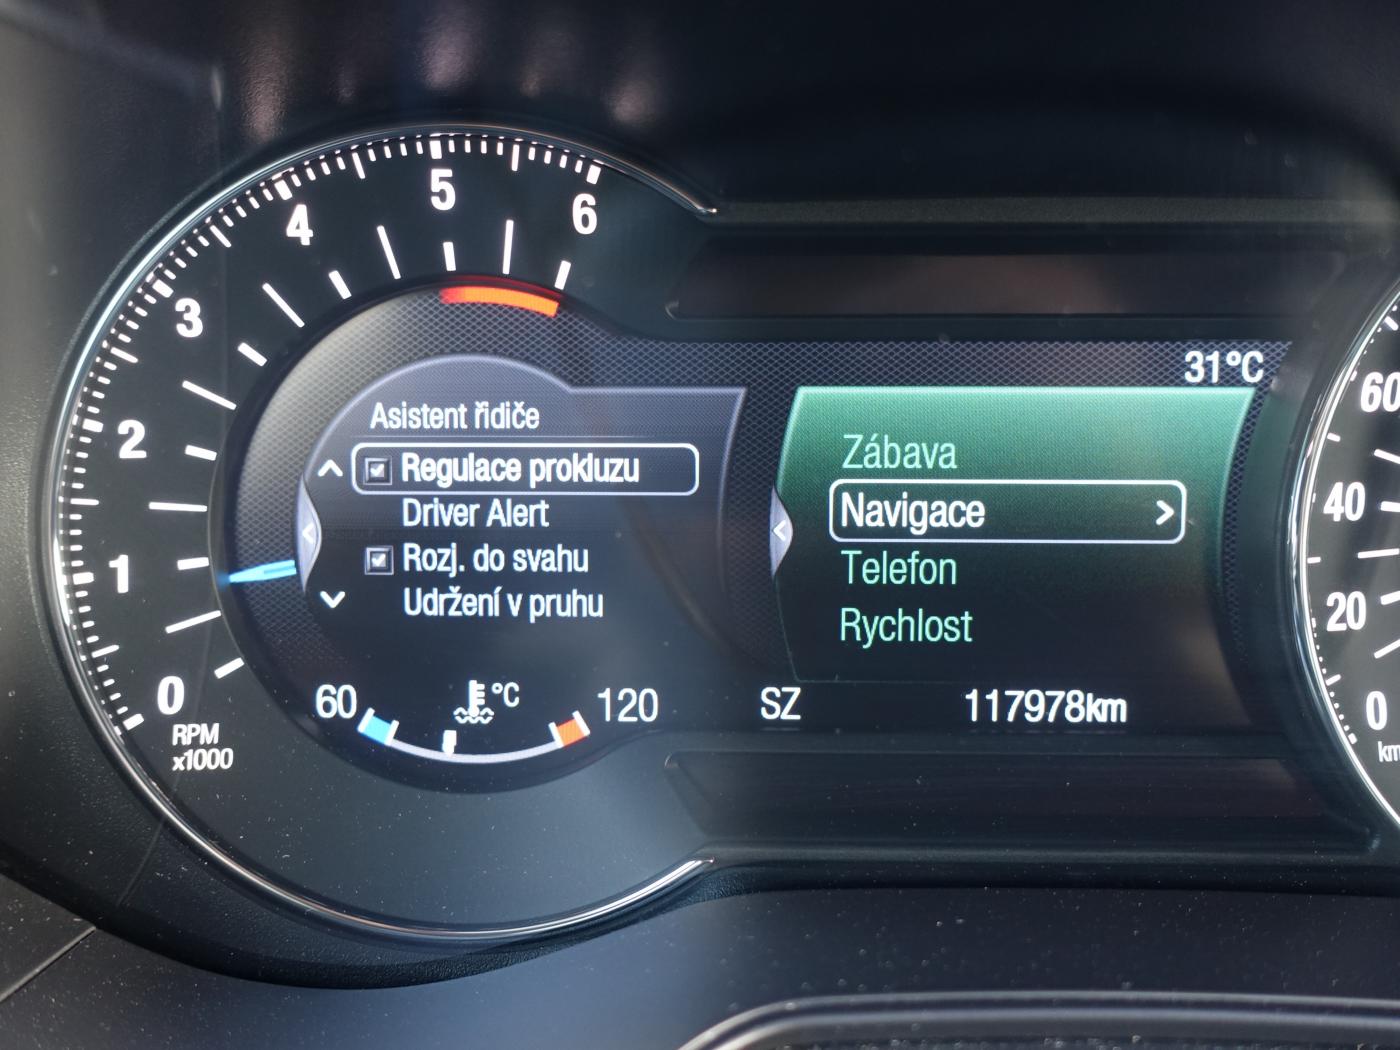 6
5
4
3
2
1
0
RPM
x1000
Asistent řidiče
Regulace prokluzu
Driver Alert
Rozj. do svahu
Udržení v pruhu
60
°C
120
31°C
Zábava
Navigace
Telefon
Rychlost
SZ
117978km
60
40
20
0